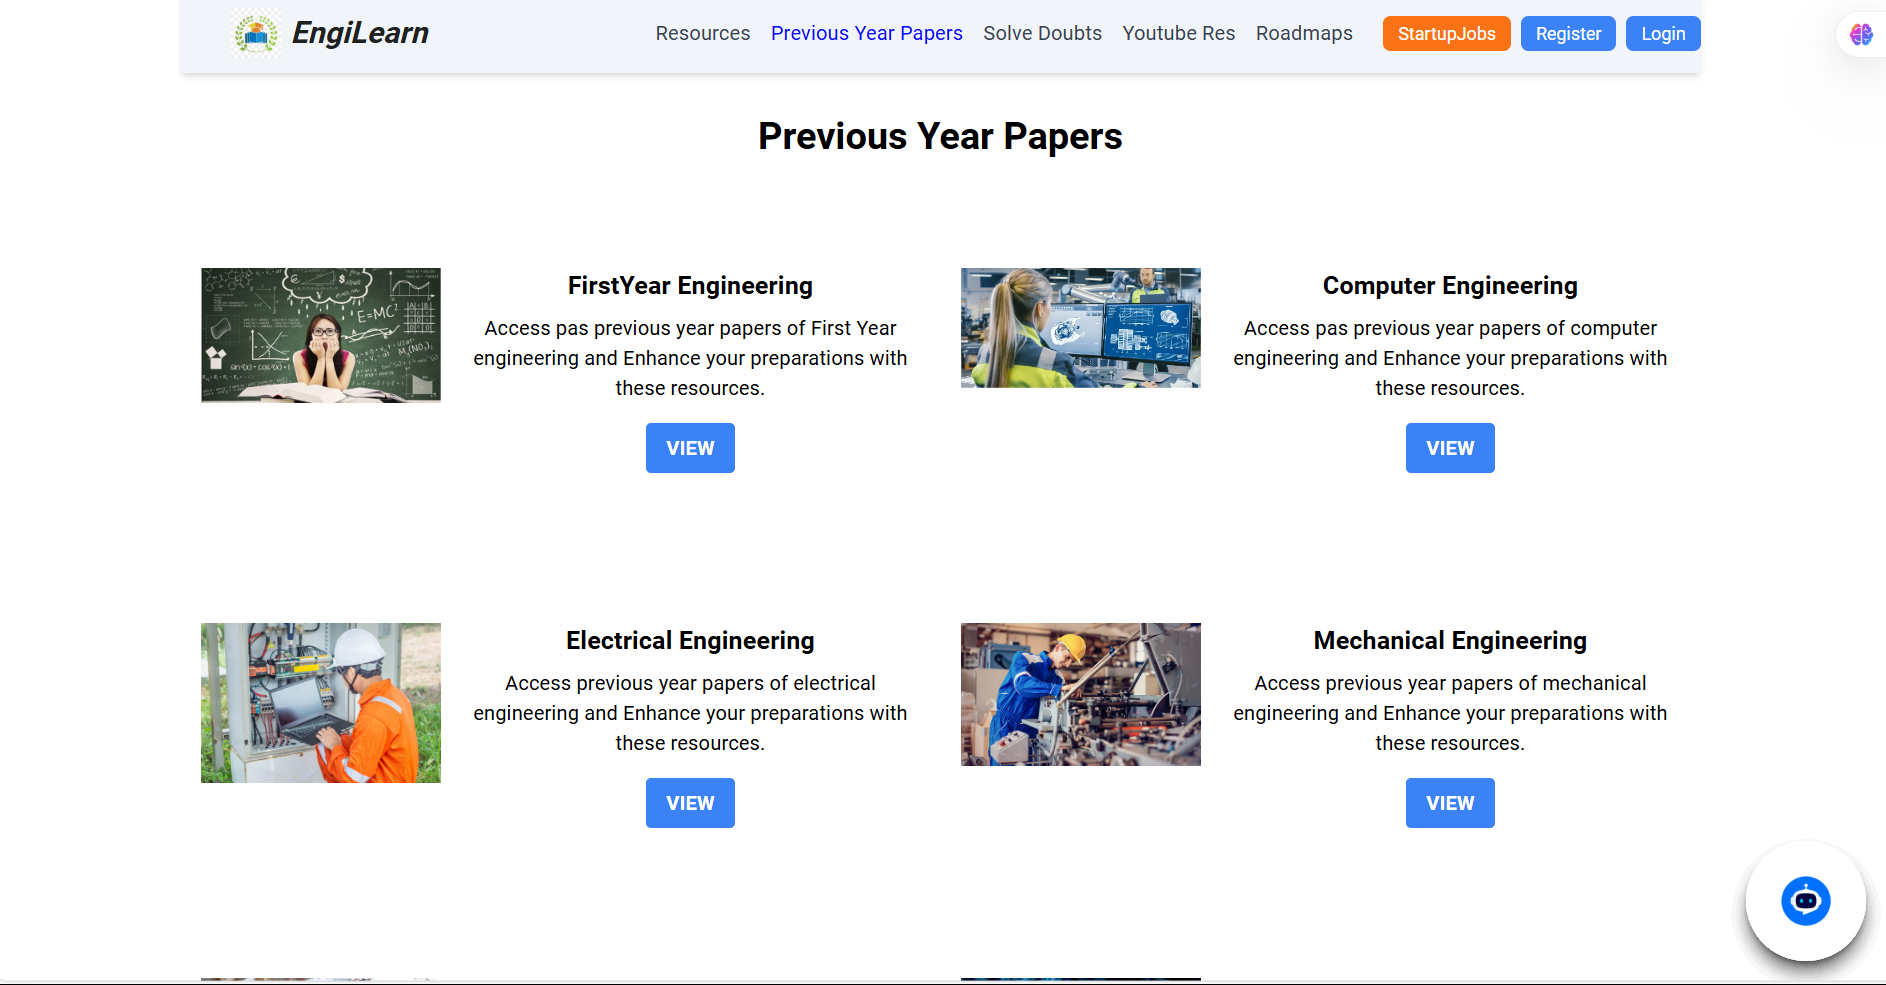 EngiLearn
Resources
Previous Year Papers
Solve Doubts
Youtube Res
Roadmaps
StartupJobs
Register
Login
Previous Year Papers
E=MC²
FirstYear Engineering
Access pas previous year papers of First Year
engineering and Enhance your preparations with
these resources.
VIEW
Computer Engineering
Access pas previous year papers of computer
engineering and Enhance your preparations with
these resources.
VIEW
Electrical Engineering
Access previous year papers of electrical
engineering and Enhance your preparations with
these resources.
VIEW
Mechanical Engineering
Access previous year papers of mechanical
engineering and Enhance your preparations with
these resources.
VIEW